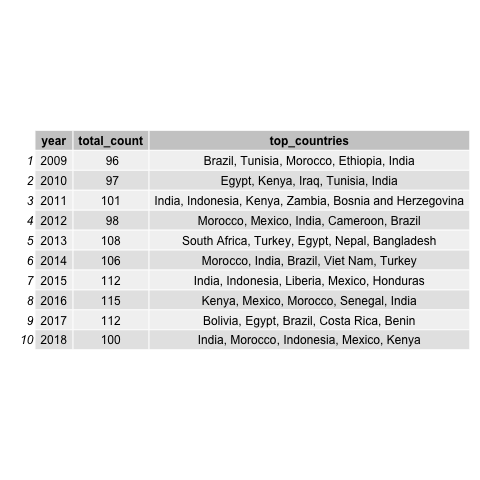 year total_count top_countries
1 2009 96 Brazil, Tunisia, Morocco, Ethiopia, India
2 2010 97 Egypt, Kenya, Iraq, Tunisia, India
3 2011 101 India, Indonesia, Kenya, Zambia, Bosnia and Herzegovina
4 2012 98 Morocco, Mexico, India, Cameroon, Brazil
5 2013 108 South Africa, Turkey, Egypt, Nepal, Bangladesh
6 2014 106 Morocco, India, Brazil, Viet Nam, Turkey
7 2015 112 India, Indonesia, Liberia, Mexico, Honduras
8 2016 115 Kenya, Mexico, Morocco, Senegal, India
9 2017 112 Bolivia, Egypt, Brazil, Costa Rica, Benin
10 2018 100 India, Morocco, Indonesia, Mexico, Kenya